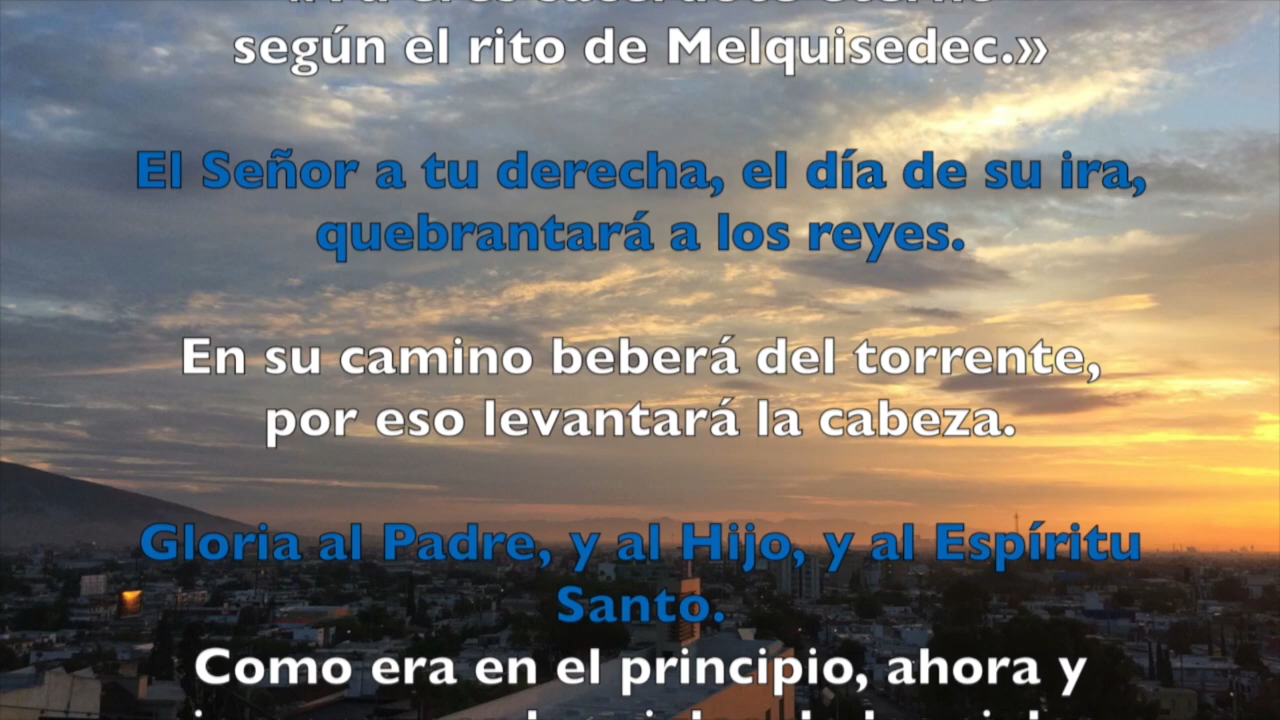 según el rito de Melquisedec.»
El Señor a tu derecha, el día de su ira,
quebrantará a los reyes.
En su camino beberá del torrente,
por eso levantará la cabeza.
Gloria al Padre, y al Hijo, y al Espíritu
Santo.
Como era en el principio, ahora y